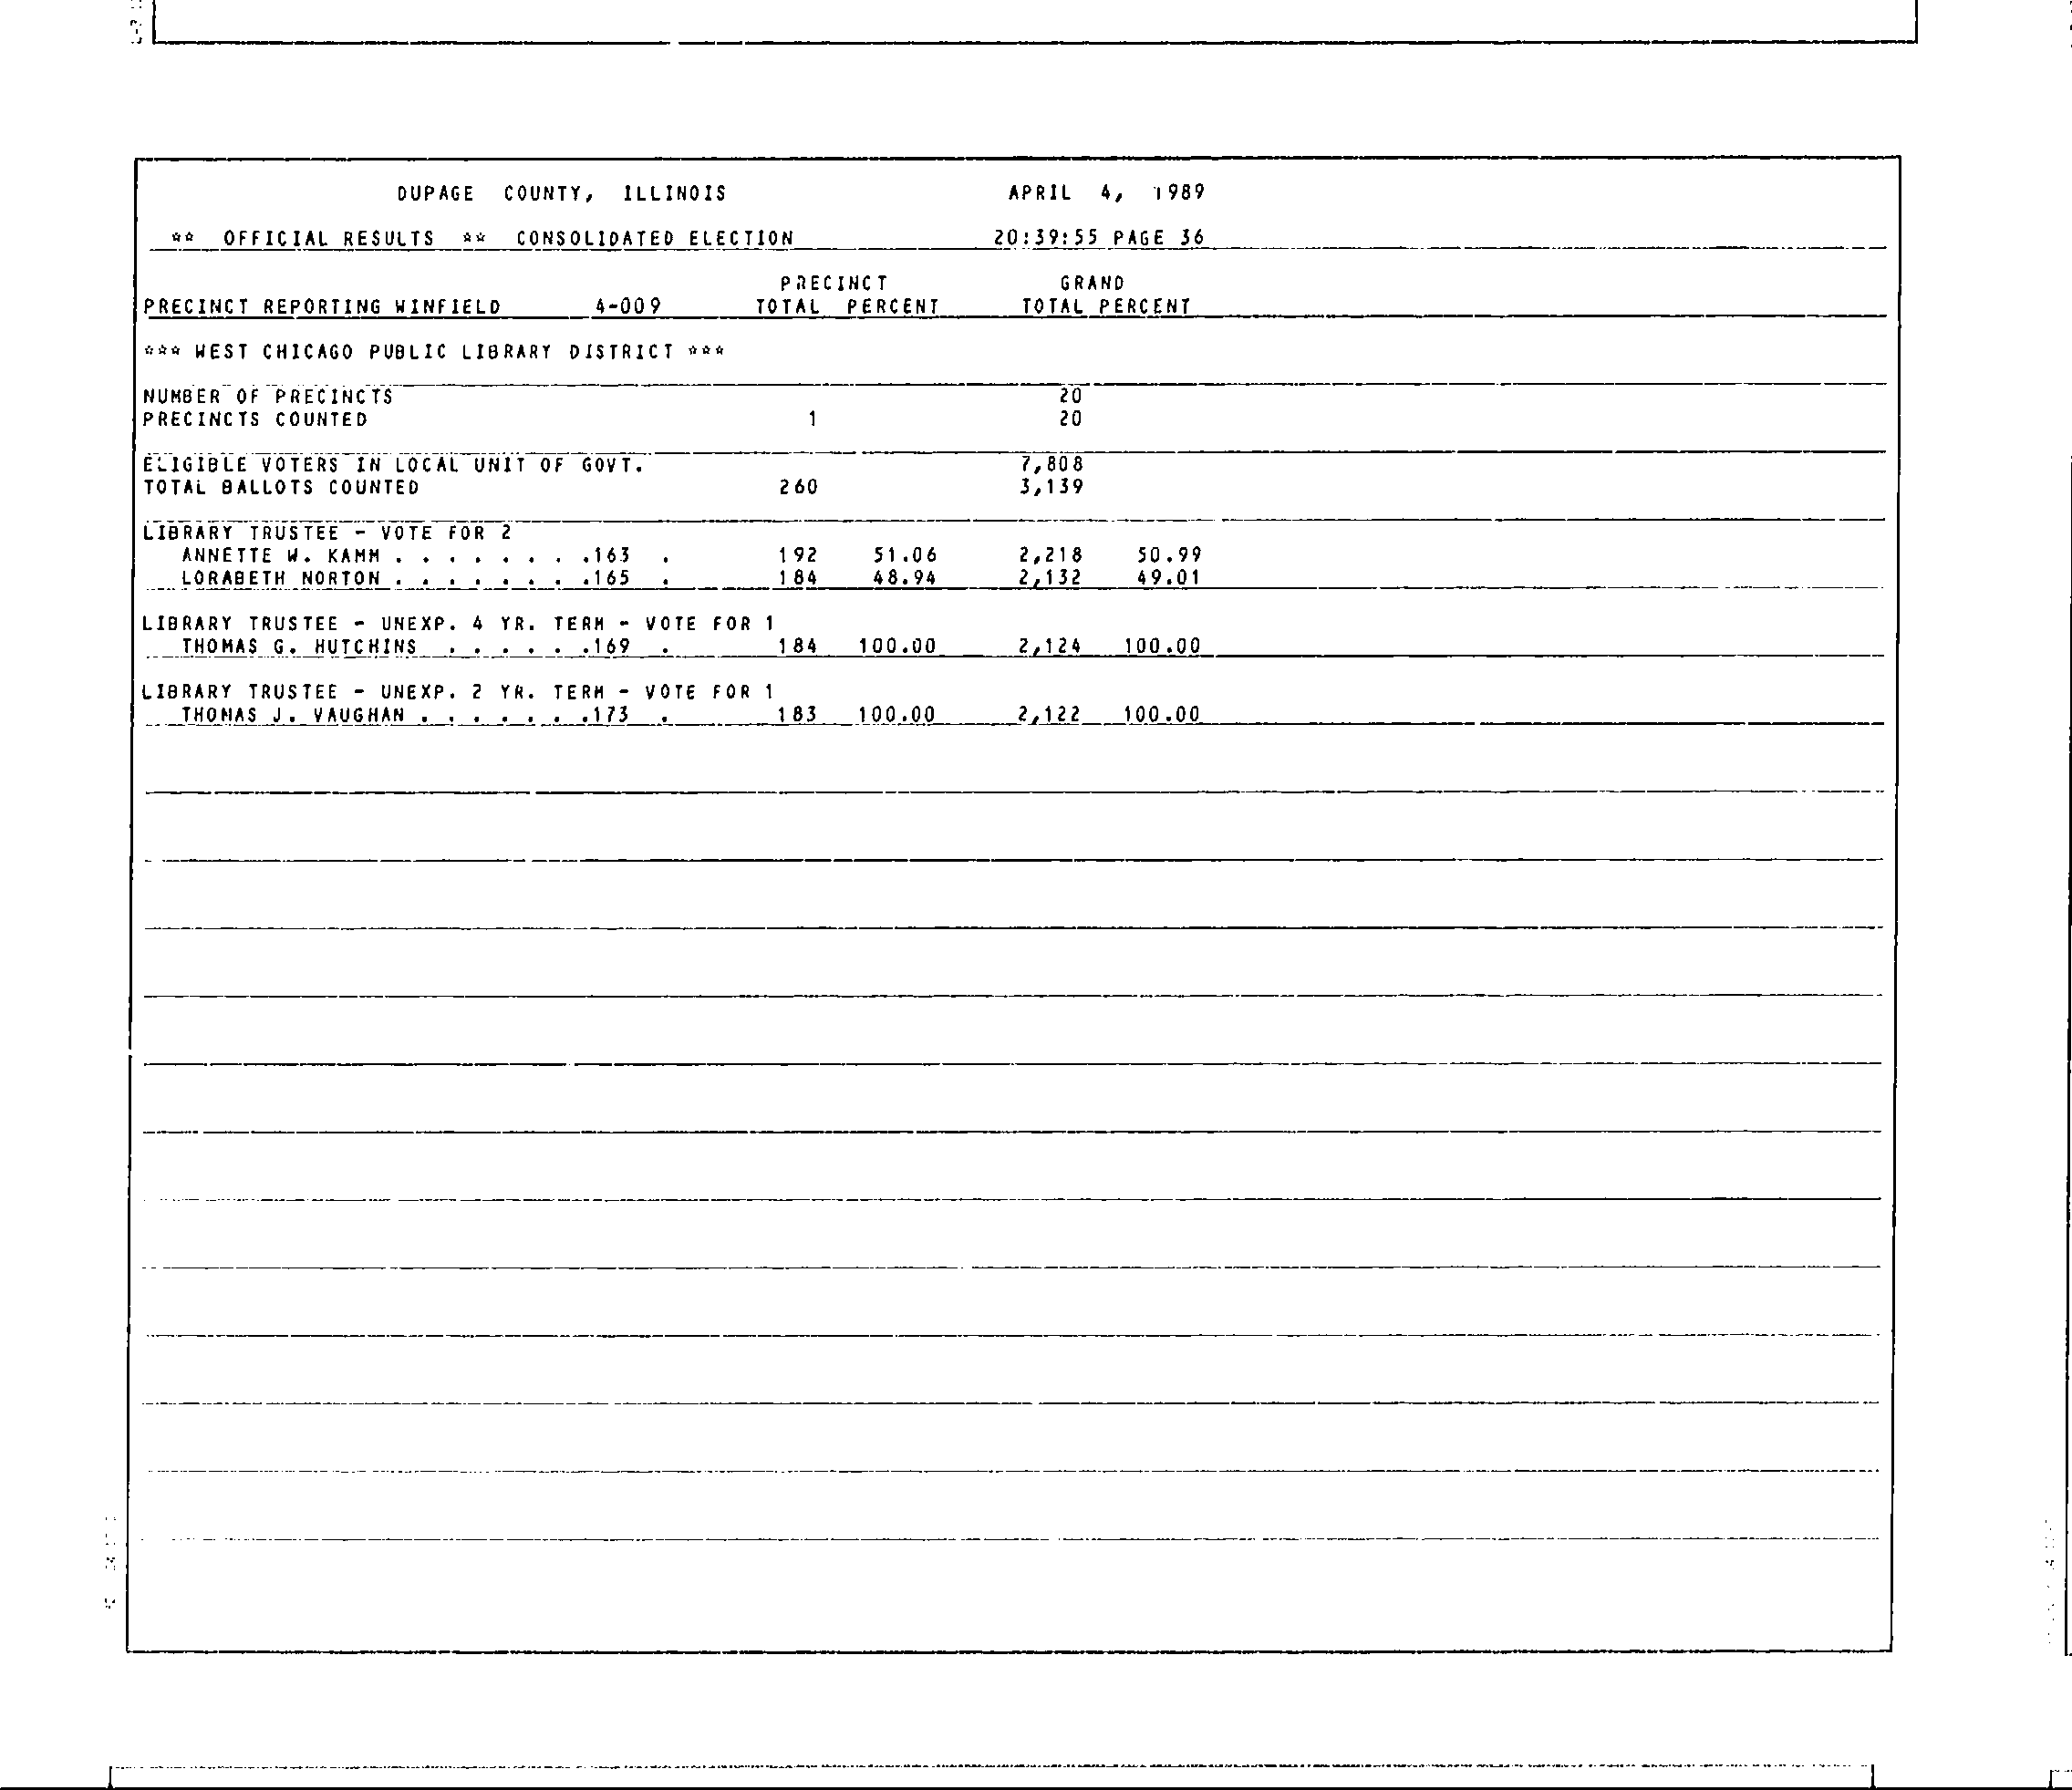 DUPAGE COUNTY, ILLINOIS APRIL 4, 1989
** OFFICIAL RESULTS ** CONSOLIDATED ELECTION 20:39:55 PAGE 36
PRECINCT GRAND
PRECINCT REPORTING WINFIELD 4-009 TOTAL PERCENT TOTAL PERCENT
*** WEST CHICAGO PUBLIC LIBRARY DISTRICT ***
NUMBER OF PRECINCTS 20
PRECINCTS COUNTED 1 20
ELIGIBLE VOTERS IN LOCAL UNIT OF GOVT. 7,808
TOTAL BALLOTS COUNTED 260 3,139
LIBRARY TRUSTEE - VOTE FOR 2
ANNETTE W. KAMM . . . . . . . .163 . 192 51.06 2,218 50.99
LORABETH NORTON . . . . . . . .165 . 184 48.94 2,132 49.01
LIBRARY TRUSTEE - UNEXP. 4 YR. TERM - VOTE FOR 1
THOMAS G. HUTCHINS . . . . . .169 . 184 100.00 2,124 100.00
LIBRARY TRUSTEE - UNEXP. 2 YR. TERM - VOTE FOR 1
THOMAS J. VAUGHAN . . . . . . .173 . 183 100.00 2,122 100.00